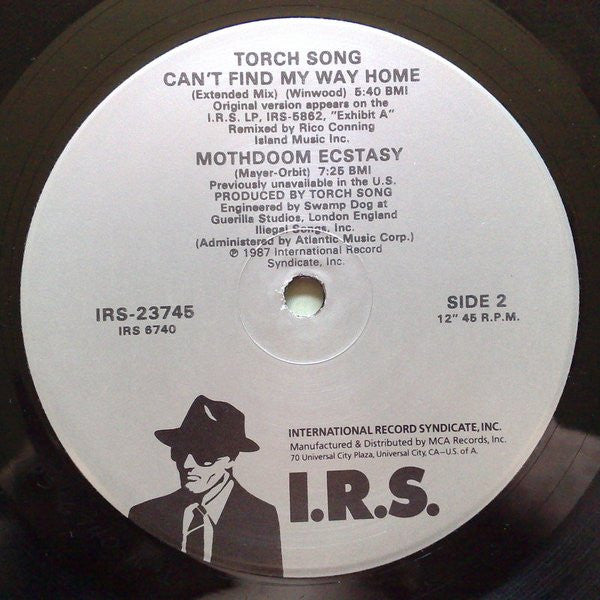 TORCH SONG
CAN'T FIND MY WAY HOME
(Extended Mix) (Winwood) 5:40 BMI
Original version appears on the
I.R.S. LP, IRS-5862, "Exhibit A"
Remixed by Rico Conning
Island Music Inc.
MOTHDOOM ECSTASY
(Mayer-Orbit) 7:25 BMI
Previously unavailable in the U.S.
PRODUCED BY TORCH SONG
Engineered by Swamp Dog at
Guerilla Studios, London England
Illegal Songs, Inc.
(Administered by Atlantic Music Corp.)
℗ 1987 International Record
Syndicate, Inc.
IRS-23745
IRS 6740
SIDE 2
12" 45 R.P.M.
INTERNATIONAL RECORD SYNDICATE, INC.
Manufactured & Distributed by MCA Records, Inc.
70 Universal City Plaza, Universal City, CA–U.S. of A.
I.R.S.